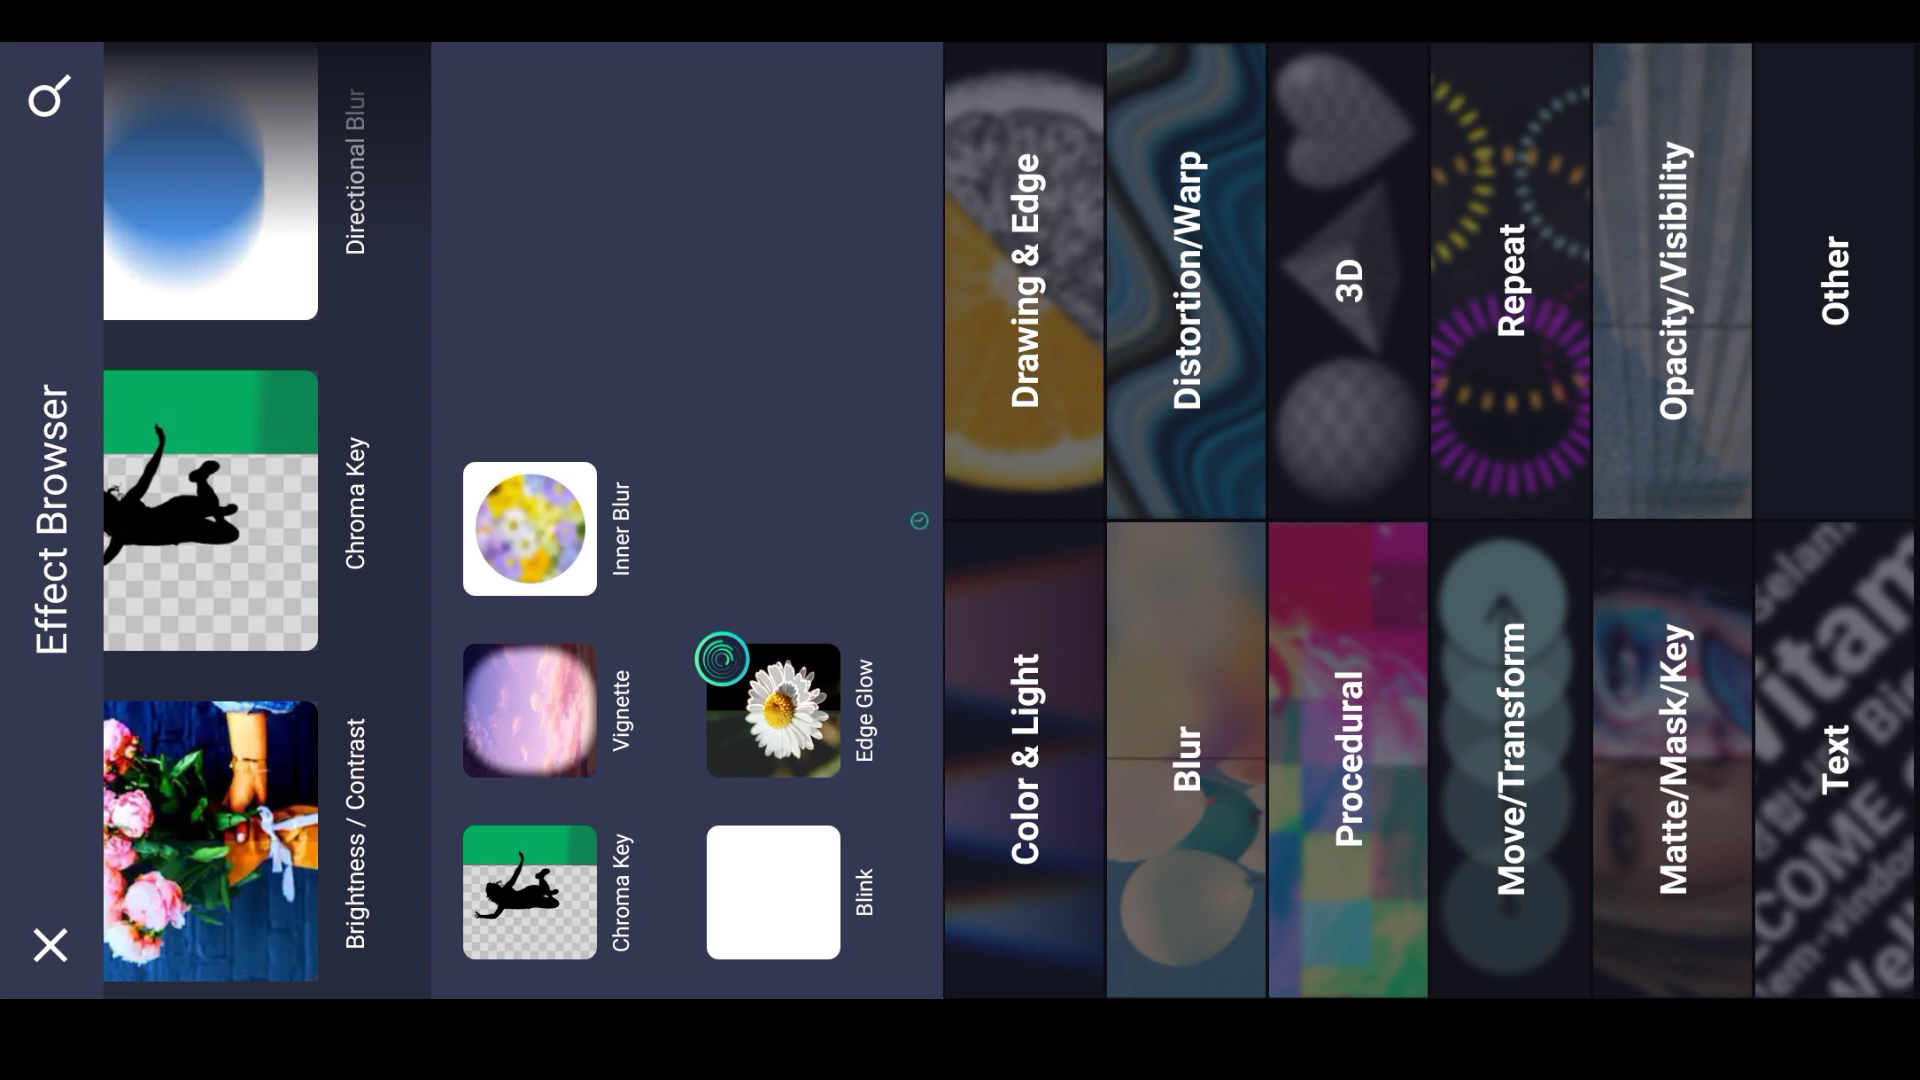 Effect Browser
Brightness / Contrast
Chroma Key
Directional Blur
Chroma Key
Vignette
Inner Blur
Blink
Edge Glow
Color & Light
Drawing & Edge
Blur
Distortion/Warp
Procedural
3D
Move/Transform
Repeat
Matte/Mask/Key
Opacity/Visibility
Text
Other